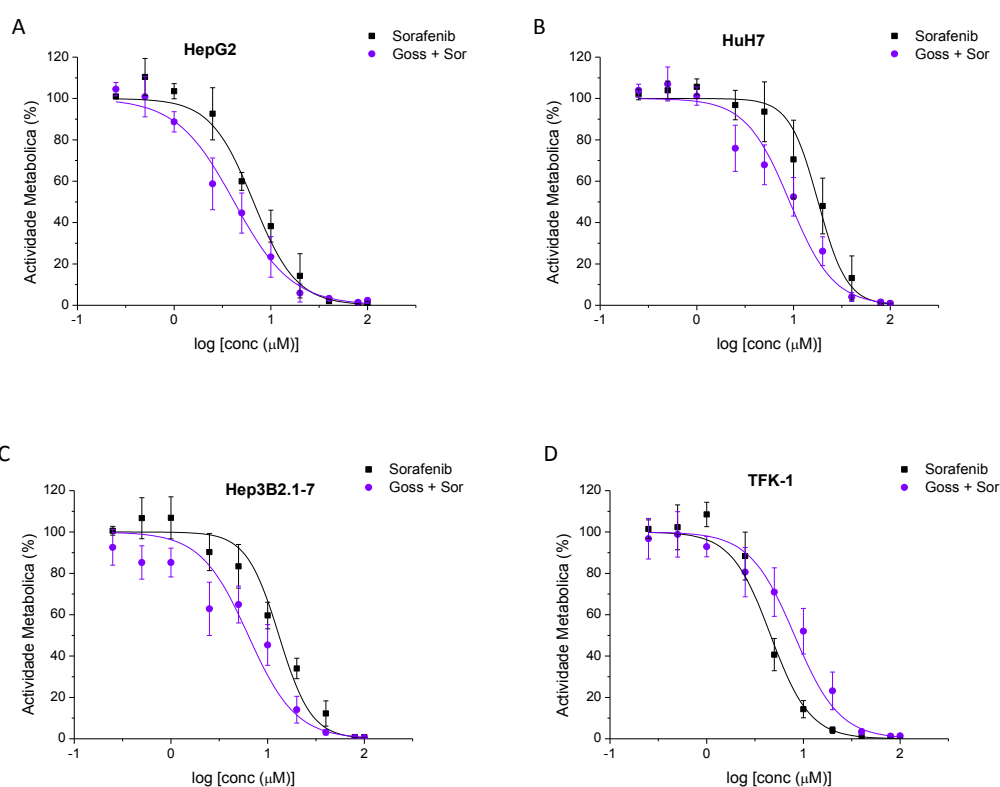 A
HepG2
Sorafenib
Goss + Sor
120
100
80
60
40
20
0
Actividade Metabolica (%)
-1
0
1
2
log [conc (μM)]
B
HuH7
Sorafenib
Goss + Sor
120
100
80
60
40
20
0
Actividade Metabolica (%)
-1
0
1
2
log [conc (μM)]
C
Hep3B2.1-7
Sorafenib
Goss + Sor
120
100
80
60
40
20
0
Actividade Metabolica (%)
-1
0
1
2
log [conc (μM)]
D
TFK-1
Sorafenib
Goss + Sor
120
100
80
60
40
20
0
Actividade Metabolica (%)
-1
0
1
2
log [conc (μM)]